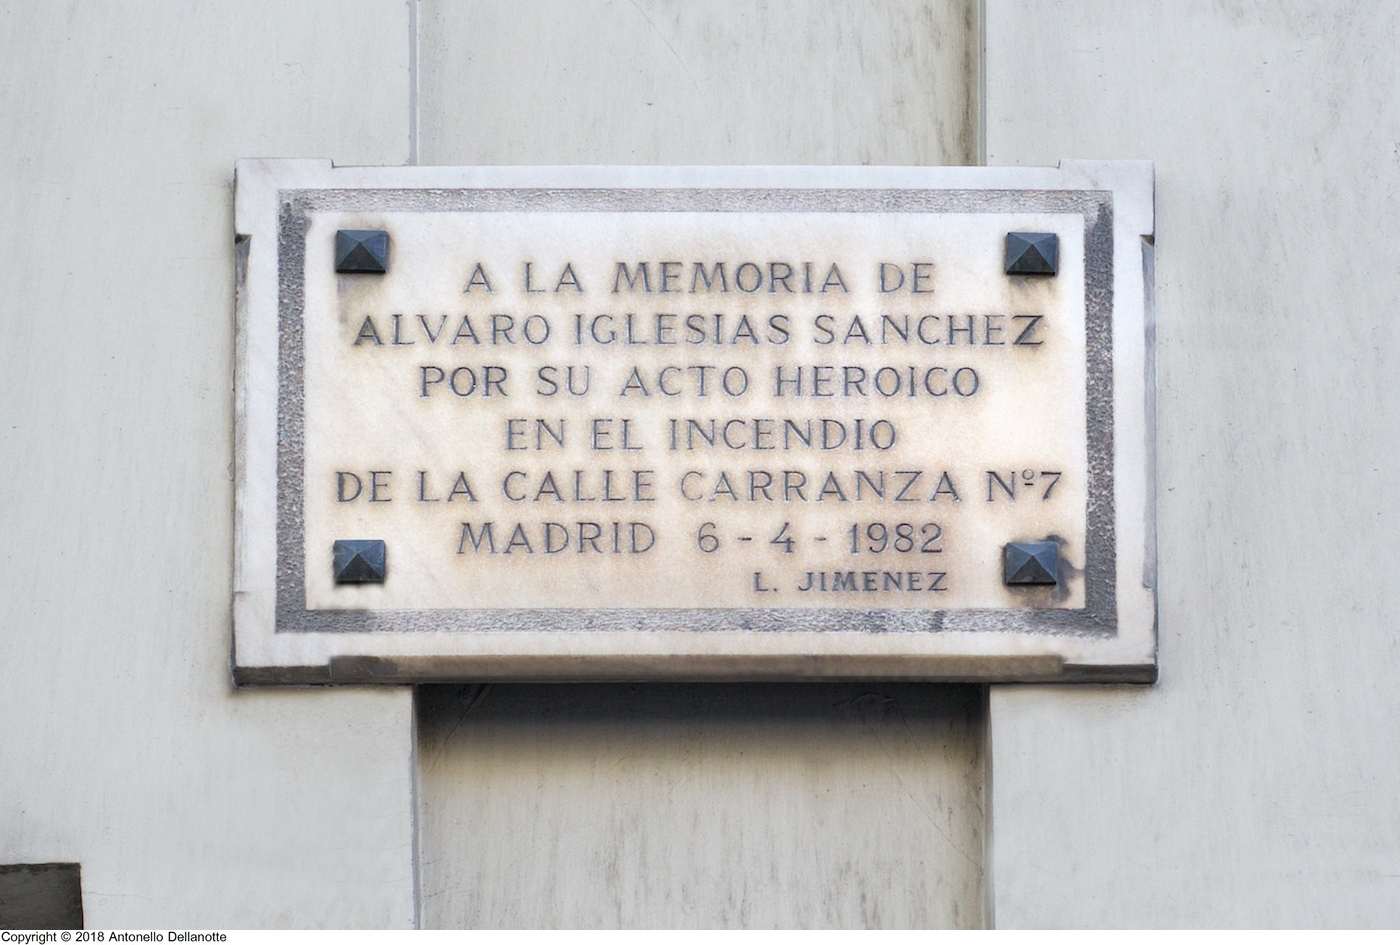 A LA MEMORIA DE
ALVARO IGLESIAS SANCHEZ
POR SU ACTO HEROICO
EN EL INCENDIO
DE LA CALLE CARRANZA Nº7
MADRID 6-4-1982
L. JIMENEZ
Copyright © 2018 Antonello Dellanotte